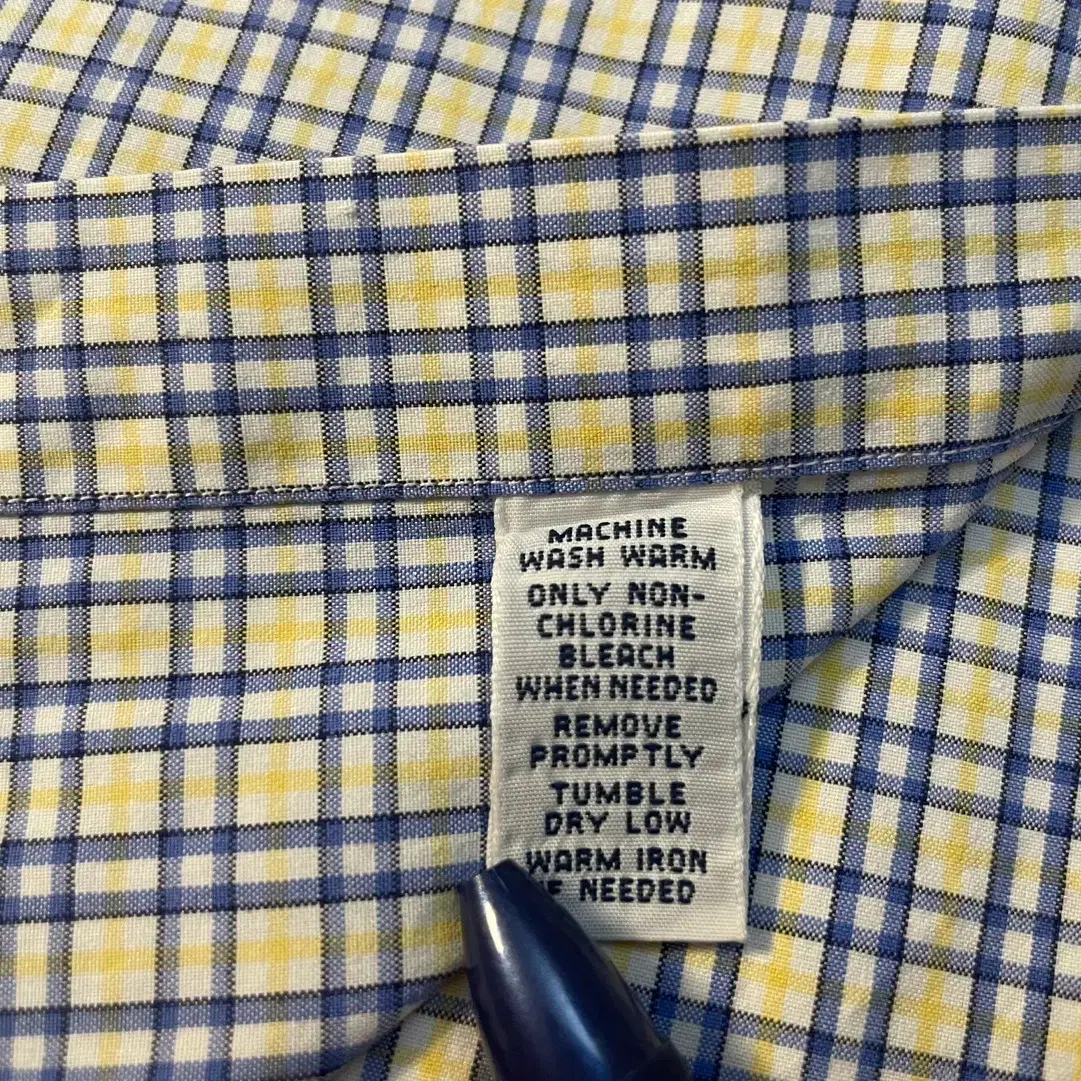 MACHINE
WASH WARM
ONLY NON-
CHLORINE
BLEACH
WHEN NEEDED
REMOVE
PROMPTLY
TUMBLE
DRY LOW
WARM IRON
NEEDED